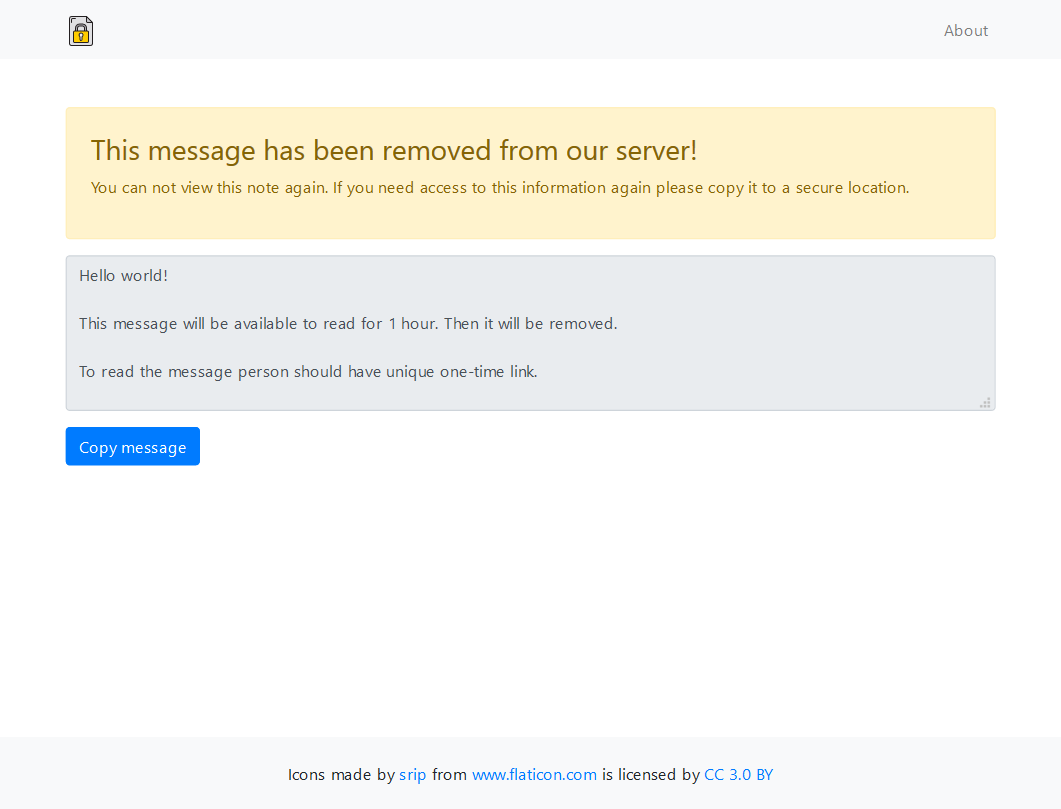 About
This message has been removed from our server!
You can not view this note again. If you need access to this information again please copy it to a secure location.
Hello world!
This message will be available to read for 1 hour. Then it will be removed.
To read the message person should have unique one-time link.
Copy message
Icons made by srip from www.flaticon.com is licensed by CC 3.0 BY